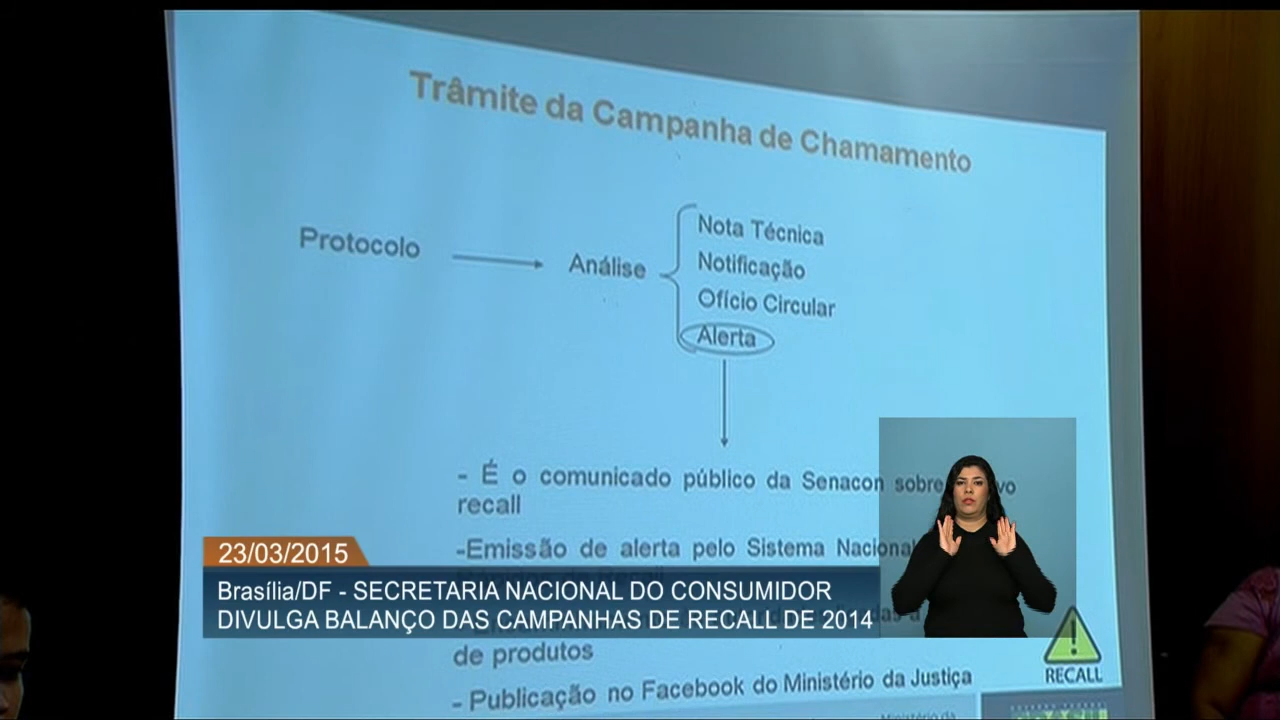 Trâmite da Campanha de Chamamento
Protocolo
Análise
Nota Técnica
Notificação
Ofício Circular
Alerta
- É o comunicado público da Senacon sobre
recall
-Emissão de alerta pelo Sistema Nacional
de produtos
- Publicação no Facebook do Ministério da Justiça
RECALL
23/03/2015
Brasília/DF - SECRETARIA NACIONAL DO CONSUMIDOR
DIVULGA BALANÇO DAS CAMPANHAS DE RECALL DE 2014